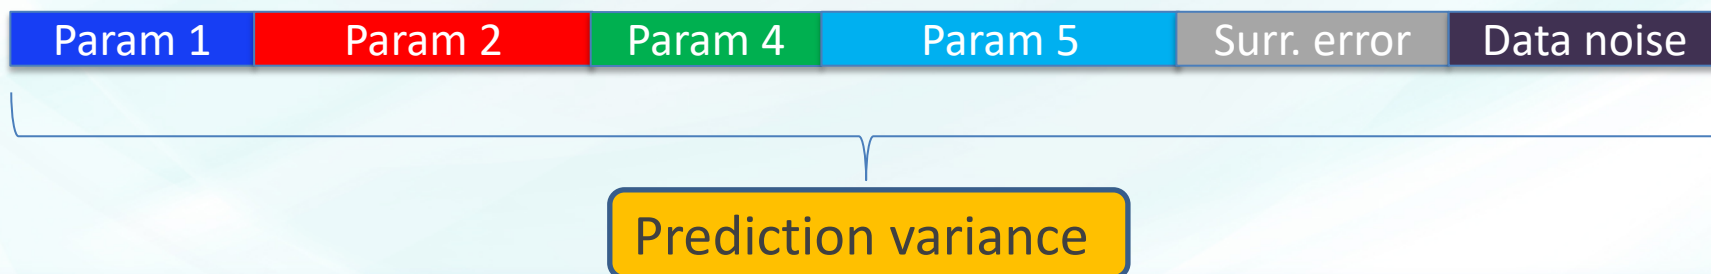 Param 1 Param 2 Param 4 Param 5 Surr. error Data noise
Prediction variance